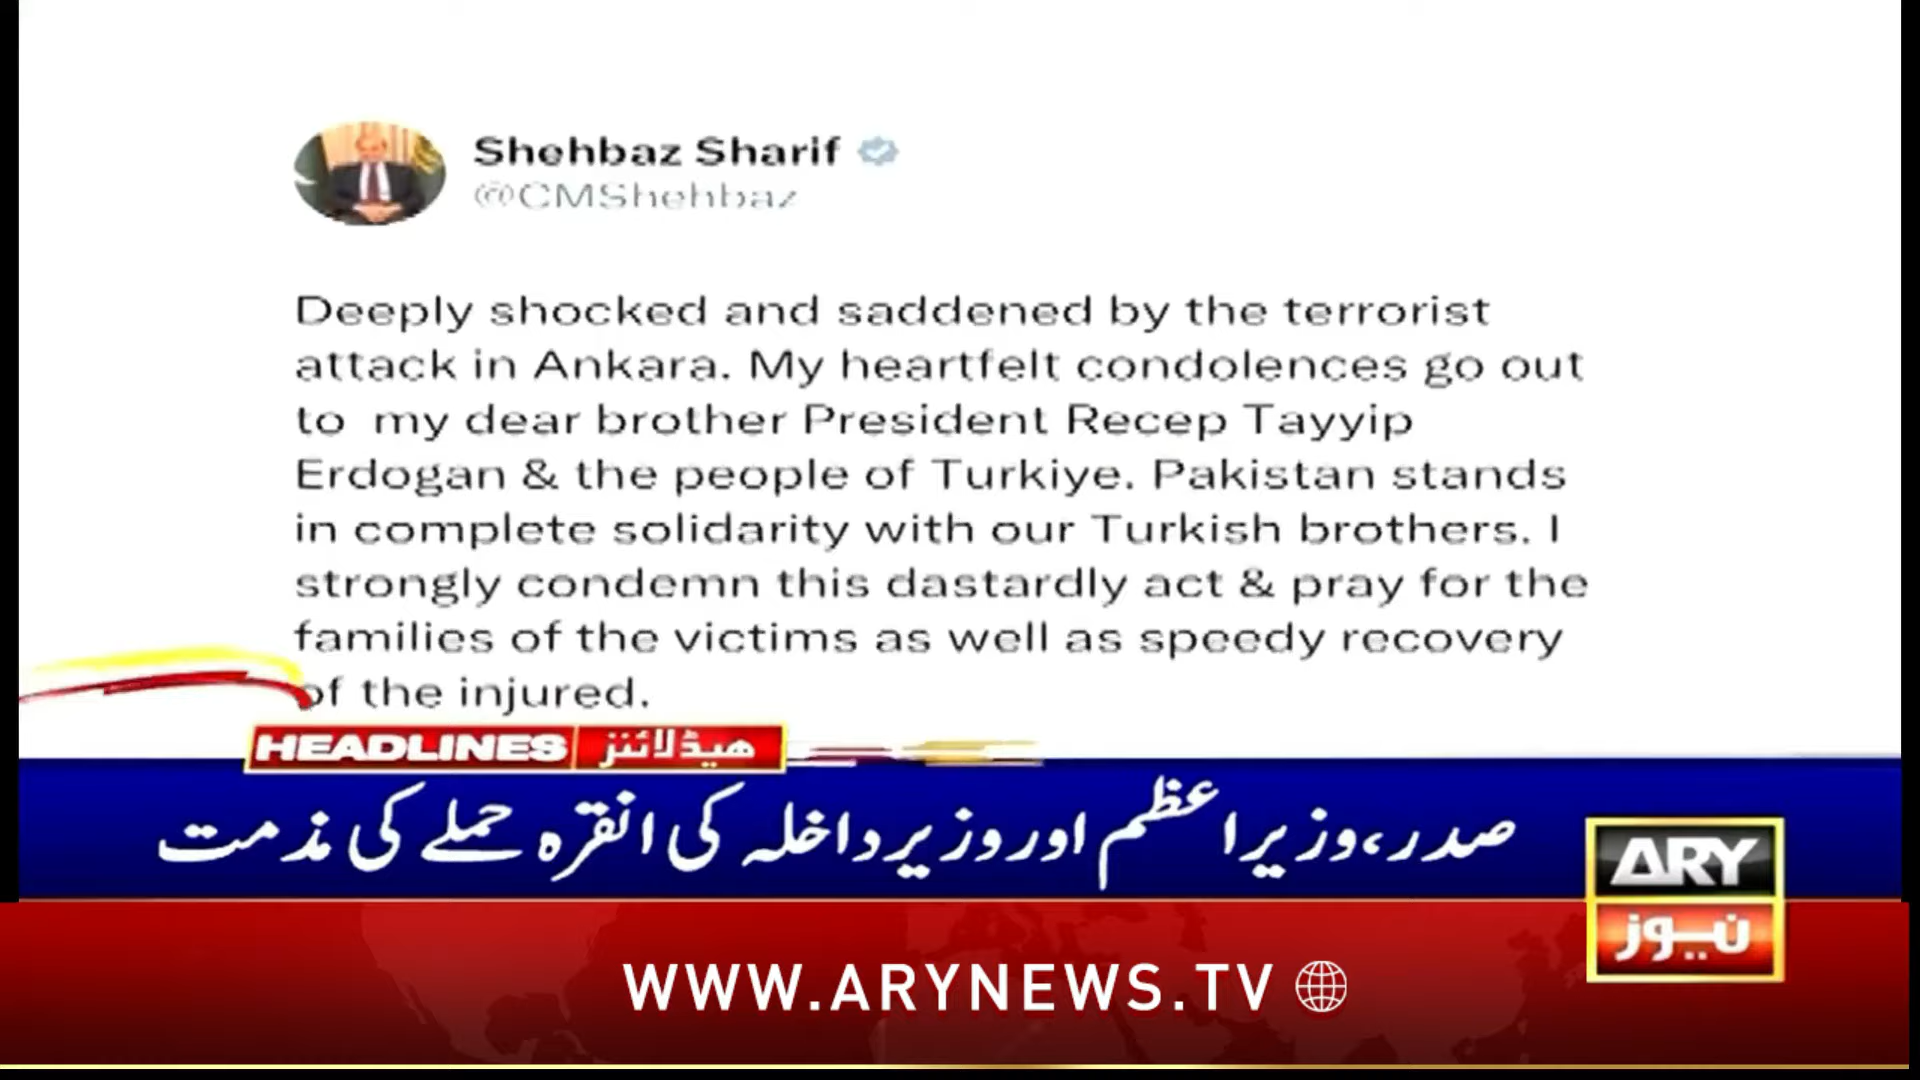 Shehbaz Sharif
@CMShehbaz
Deeply shocked and saddened by the terrorist
attack in Ankara. My heartfelt condolences go out
to my dear brother President Recep Tayyip
Erdogan & the people of Turkiye. Pakistan stands
in complete solidarity with our Turkish brothers. I
strongly condemn this dastardly act & pray for the
families of the victims as well as speedy recovery
of the injured.
HEADLINES ہیڈلائنز
صدر،وزیراعظم اور وزیر داخلہ کی انقرہ حملے کی مذمت
ARY
نیوز
WWW.ARYNEWS.TV